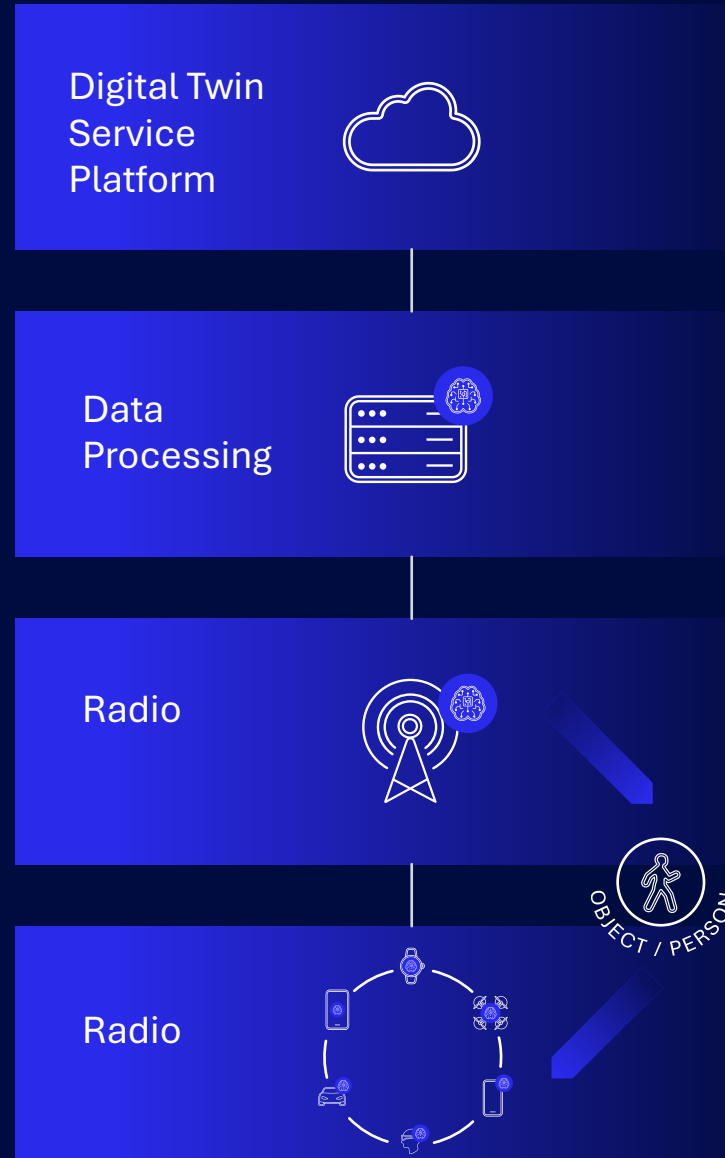 Digital Twin
Service
Platform
Data
Processing
Radio
OBJECT / PERSON
Radio